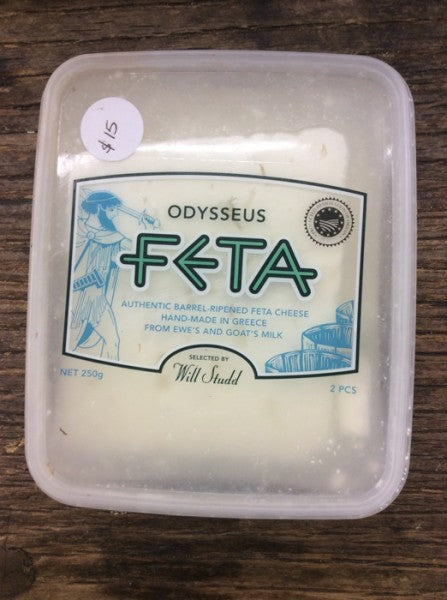 $15
ODYSSEUS
FETA
AUTHENTIC BARREL-RIPENED FETA CHEESE
HAND-MADE IN GREECE
FROM EWE'S AND GOAT'S MILK
SELECTED BY
Will Studd
NET 250g
2 PCS